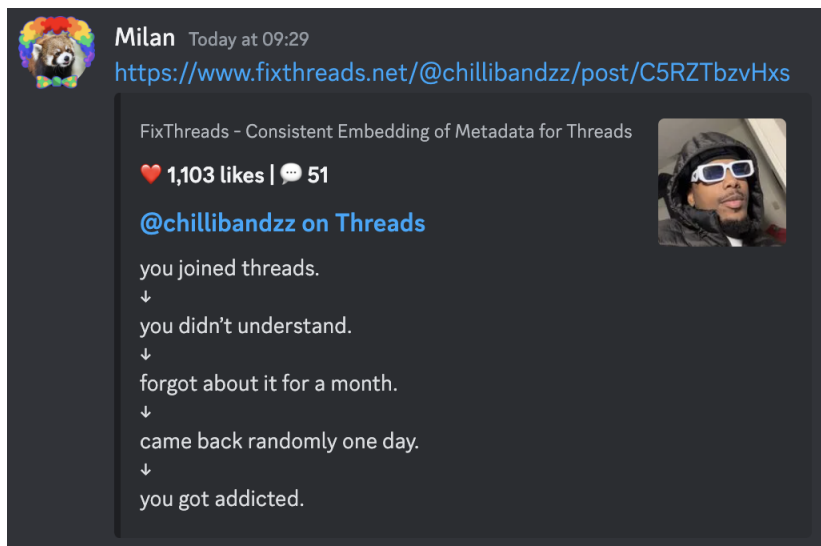 Milan Today at 09:29
https://www.fixthreads.net/@chillibandzz/post/C5RZTbzvHxs
FixThreads - Consistent Embedding of Metadata for Threads
❤️ 1,103 likes | 💬 51
@chillibandzz on Threads
you joined threads.
↓
you didn’t understand.
↓
forgot about it for a month.
↓
came back randomly one day.
↓
you got addicted.